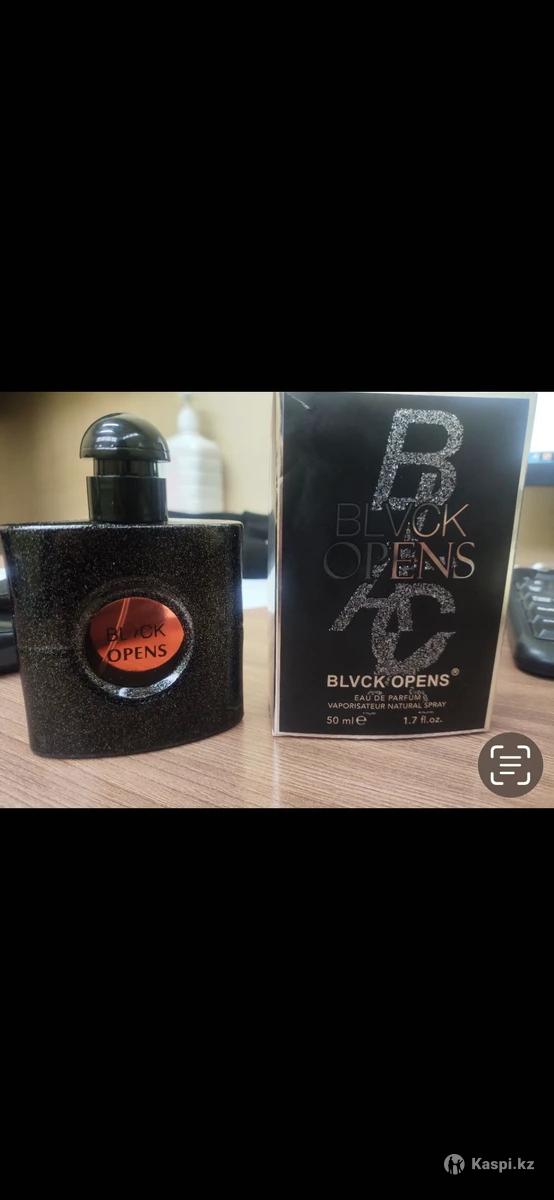 BLVCK
OPENS
B
BLVCK
OPENS
AC
BLVCK OPENS®
EAU DE PARFUM
VAPORISATEUR NATURAL SPRAY
50 ml e 1.7 fl.oz.
Kaspi.kz